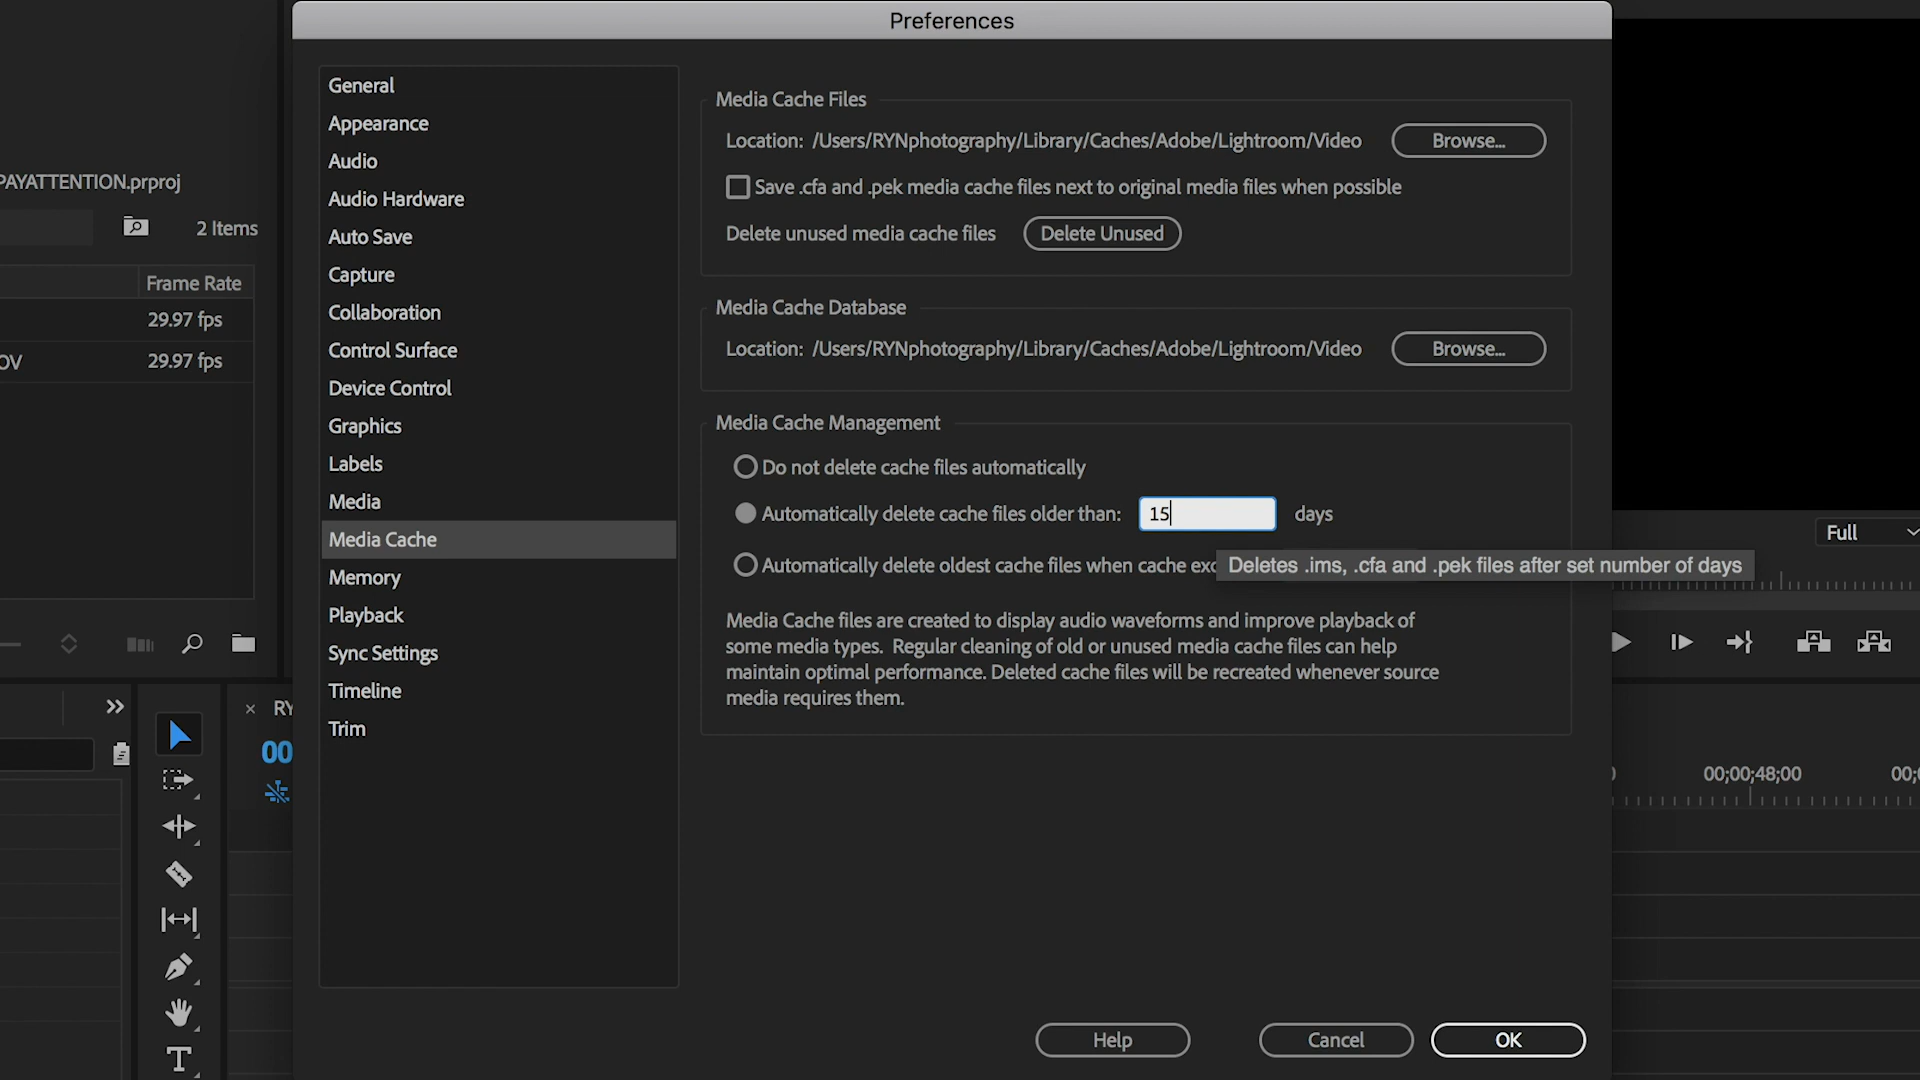 Preferences
General
Appearance
Audio
Audio Hardware
Auto Save
Capture
Collaboration
Control Surface
Device Control
Graphics
Labels
Media
Media Cache
Memory
Playback
Sync Settings
Timeline
Trim
Media Cache Files
Location: /Users/RYNphotography/Library/Caches/Adobe/Lightroom/Video Browse...
Save .cfa and .pek media cache files next to original media files when possible
Delete unused media cache files Delete Unused
Media Cache Database
Location: /Users/RYNphotography/Library/Caches/Adobe/Lightroom/Video Browse...
Media Cache Management
Do not delete cache files automatically
Automatically delete cache files older than: 15 days
Automatically delete oldest cache files when cache exc
Deletes .ims, .cfa and .pek files after set number of days
Media Cache files are created to display audio waveforms and improve playback of
some media types. Regular cleaning of old or unused media cache files can help
maintain optimal performance. Deleted cache files will be recreated whenever source
media requires them.
Help Cancel OK
PAYATTENTION.prproj
2 Items
Frame Rate
29.97 fps
OV 29.97 fps
RY
00
T
Full
00;00;48;00 00;